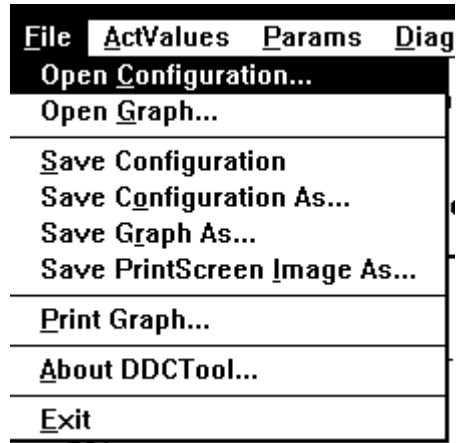 File ActValues Params Diag
Open Configuration...
Open Graph...
Save Configuration
Save Configuration As...
Save Graph As...
Save PrintScreen Image As...
Print Graph...
About DDCTool...
Exit